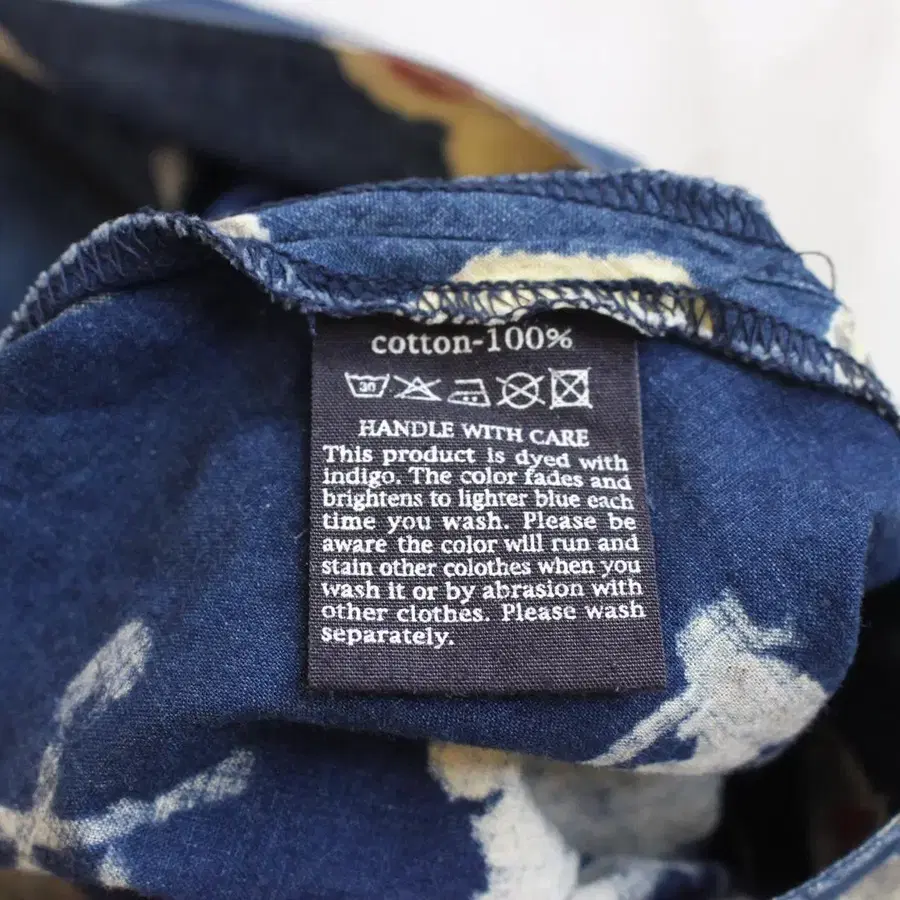 cotton-100%
30
HANDLE WITH CARE
This product is dyed with
indigo. The color fades and
brightens to lighter blue each
time you wash. Please be
aware the color will run and
stain other colothes when you
wash it or by abrasion with
other clothes. Please wash
separately.